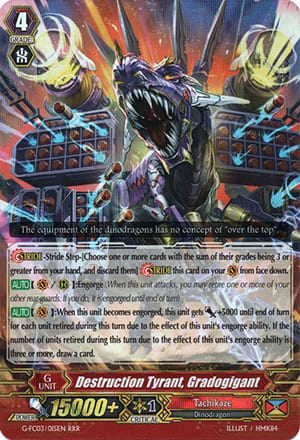 4
GRADE
The equipment of the dinodragons has no concept of "over the top".
STRIDE -Stride Step-[Choose one or more cards with the sum of their grades being 3 or
greater from your hand, and discard them] STRIDE this card on your from face down.
AUTO : Engorge (When this unit attacks, you may retire one or more of your
other rear-guards. If you do, it is engorged until end of turn)
AUTO :When this unit becomes engorged, this unit gets +5000 until end of turn
for each unit retired during this turn due to the effect of this unit's engorge ability. If the
number of units retired during this turn due to the effect of this unit's engorge ability is
three or more, draw a card.
G
UNIT
Destruction Tyrant, Gradogigant
POWER
15000+
1
CRITICAL
Tachikaze
Dinodragon
G-FC03/015EN RRR
ILLUST / HMK84